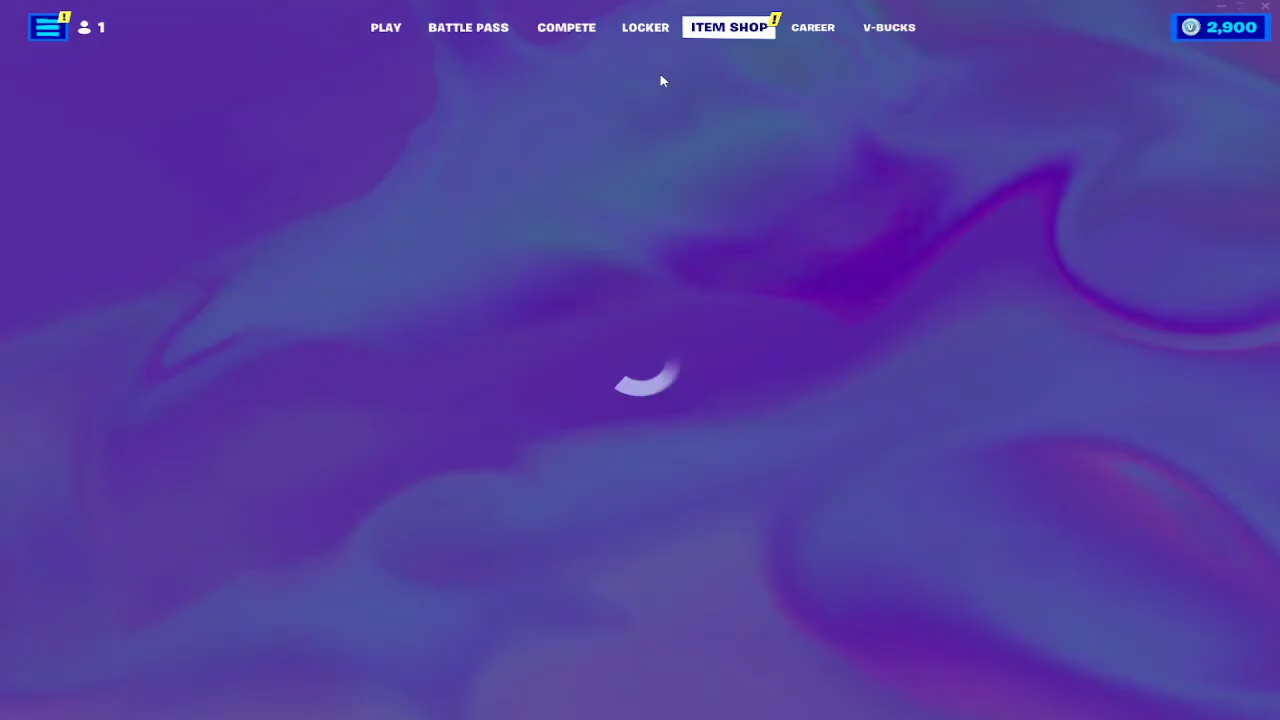 ! 1 PLAY BATTLE PASS COMPETE LOCKER ITEM SHOP ! CAREER V-BUCKS 2,900